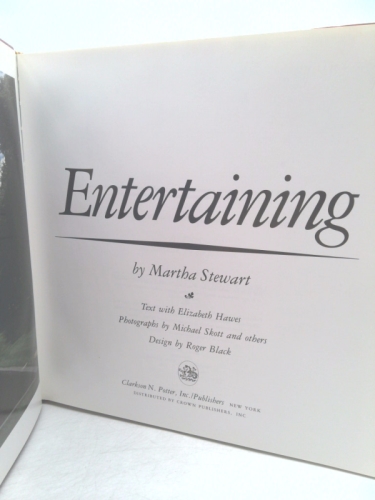 Entertaining
by Martha Stewart
Text with Elizabeth Hawes
Photographs by Michael Skott and others
Design by Roger Black
Clarkson N. Potter, Inc./Publishers NEW YORK
DISTRIBUTED BY CROWN PUBLISHERS, INC.